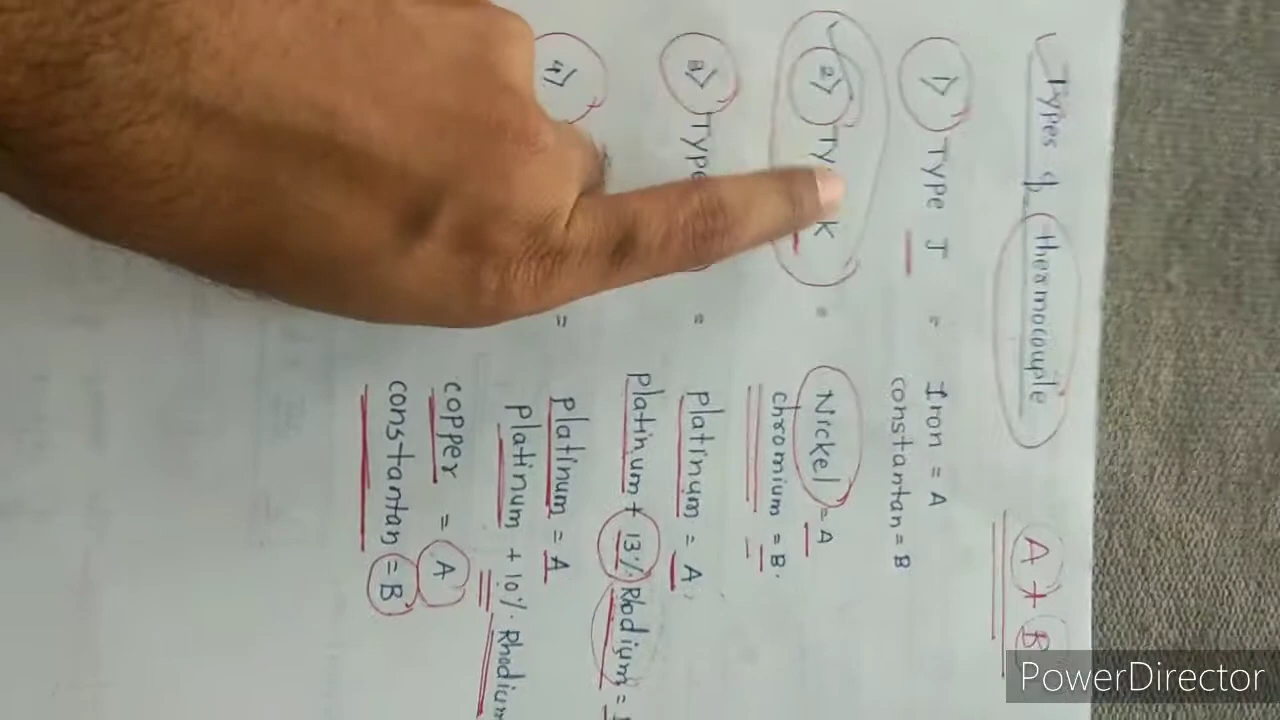 Types of thermocouple A + B
1) Type J = Iron = A
constantan = B
2) K = Nickel = A
chromium = B.
3) Type = platinum = A,
platinum + 13% Rhodium =
4) = platinum = A
platinum + 10% Rhodium
copper = A
constantan = B
PowerDirector